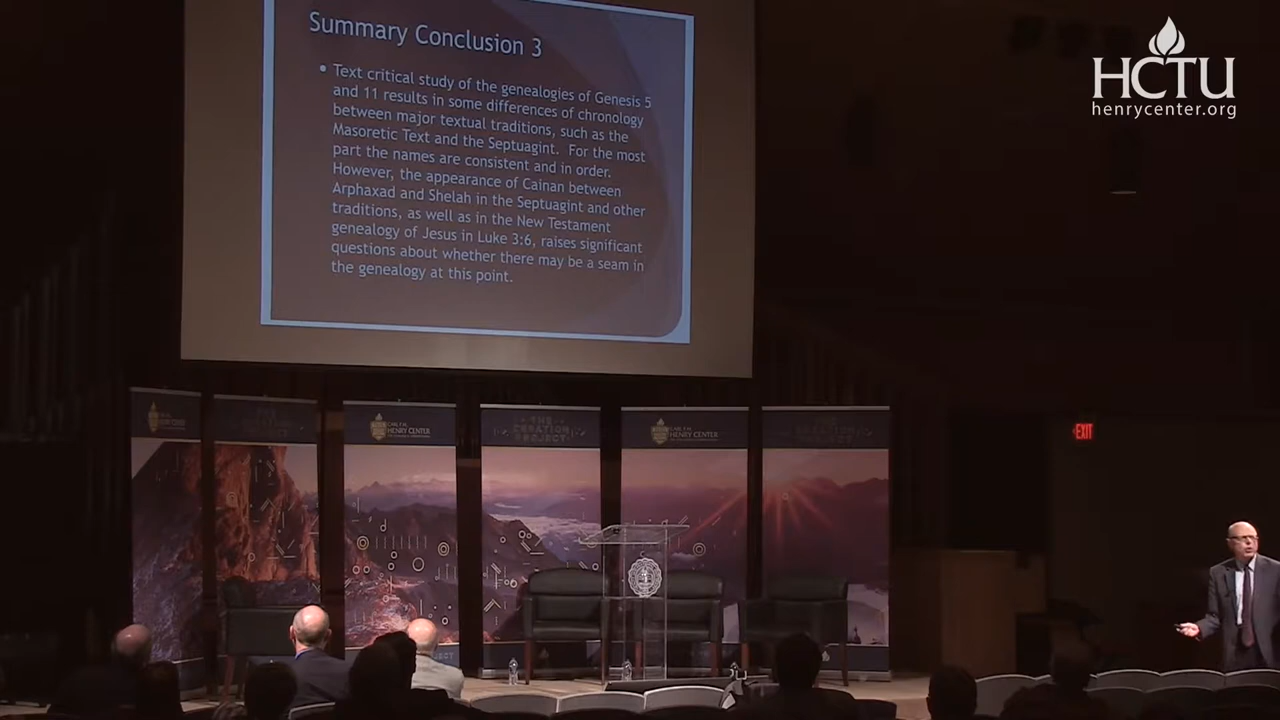 Summary Conclusion 3
• Text critical study of the genealogies of Genesis 5
and 11 results in some differences of chronology
between major textual traditions, such as the
Masoretic Text and the Septuagint. For the most
part the names are consistent and in order.
However, the appearance of Cainan between
Arphaxad and Shelah in the Septuagint and other
traditions, as well as in the New Testament
genealogy of Jesus in Luke 3:6, raises significant
questions about whether there may be a seam in
the genealogy at this point.
HCTU
henrycenter.org
HENRY CENTER
THE
CREATION
PROJECT
HENRY CENTER
EXIT